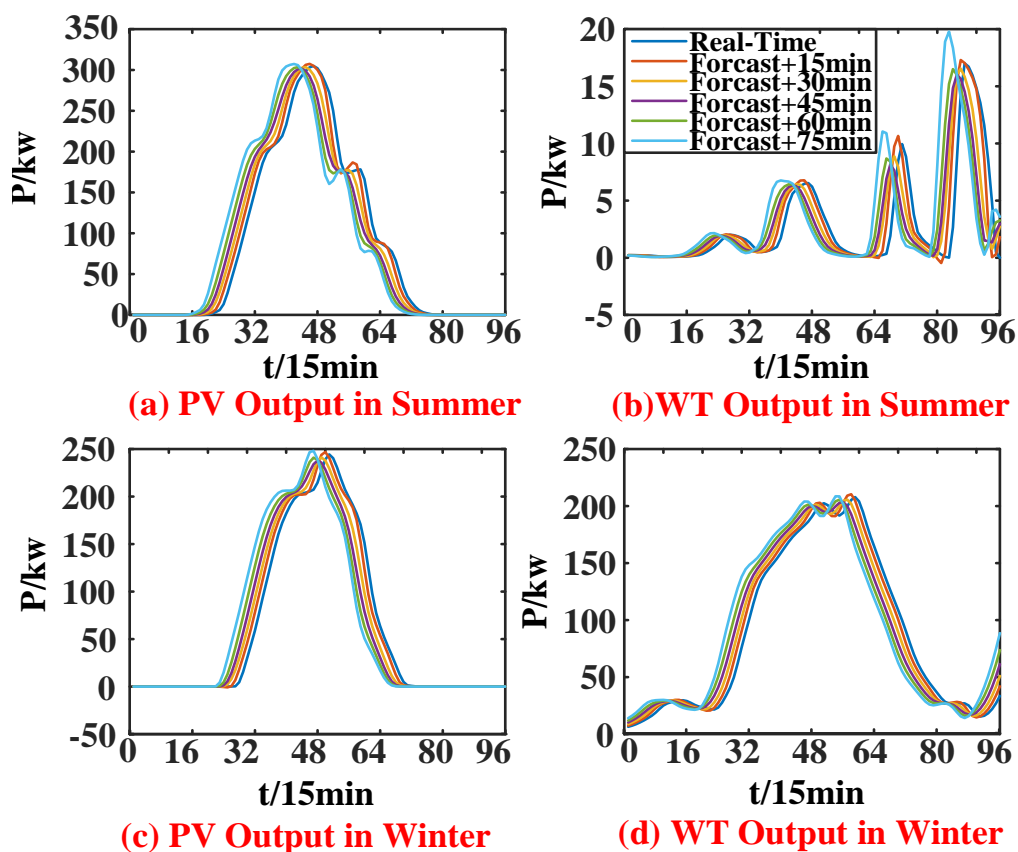 350
300
250
200
150
100
50
0
P/kw
0 16 32 48 64 80 96
t/15min
(a) PV Output in Summer
20
15
10
5
0
-5
P/kw
Real-Time
Forcast+15min
Forcast+30min
Forcast+45min
Forcast+60min
Forcast+75min
0 16 32 48 64 80 96
t/15min
(b)WT Output in Summer
250
200
150
100
50
0
-50
P/kw
0 16 32 48 64 80 96
t/15min
(c) PV Output in Winter
250
200
150
100
50
0
P/kw
0 16 32 48 64 80 96
t/15min
(d) WT Output in Winter